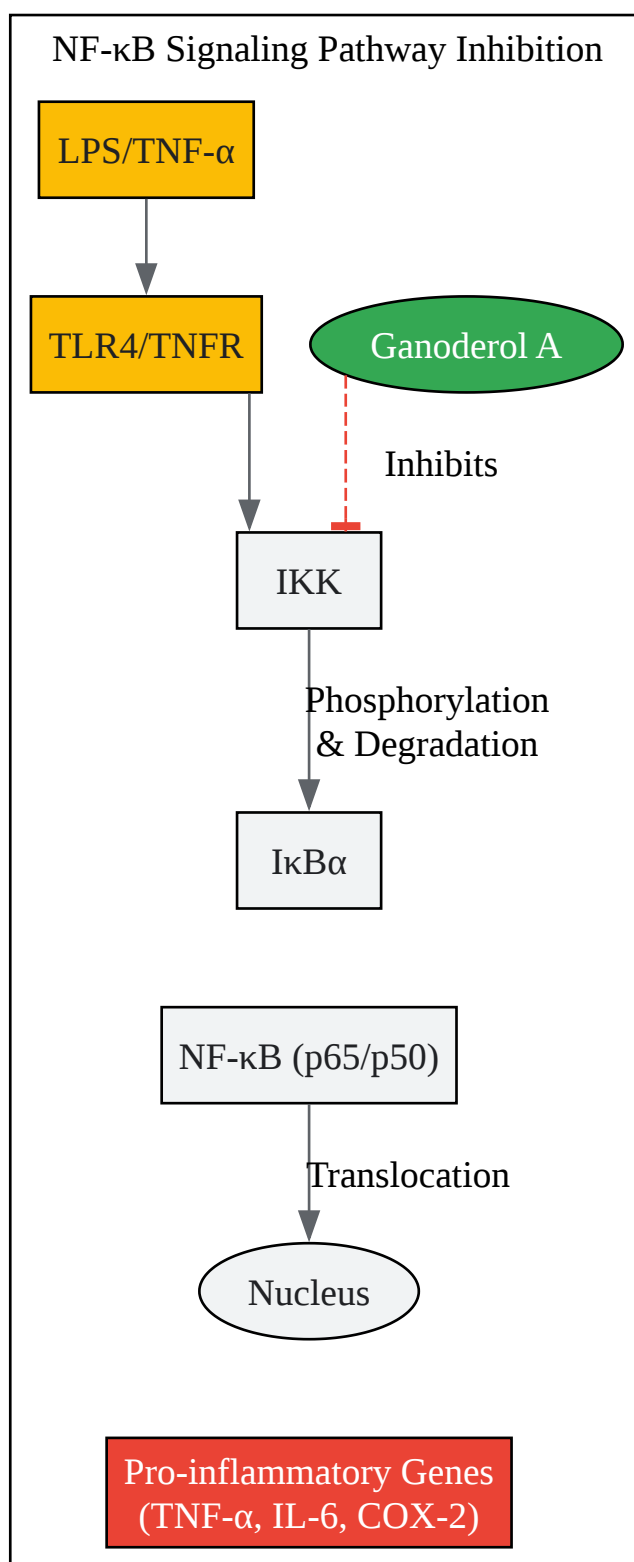 NF-κB Signaling Pathway Inhibition
LPS/TNF-α
TLR4/TNFR
Ganoderol A
Inhibits
IKK
Phosphorylation
& Degradation
IκBα
NF-κB (p65/p50)
Translocation
Nucleus
Pro-inflammatory Genes
(TNF-α, IL-6, COX-2)